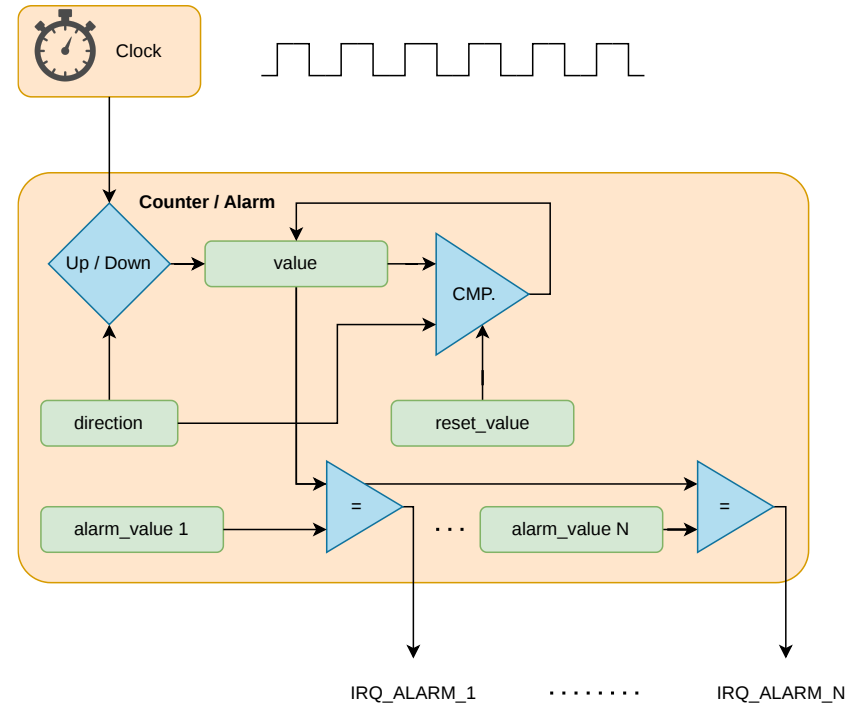 Clock
Counter / Alarm
Up / Down
value
CMP.
direction
reset_value
=
=
alarm_value 1
. . .
alarm_value N
IRQ_ALARM_1
. . . . . . . .
IRQ_ALARM_N